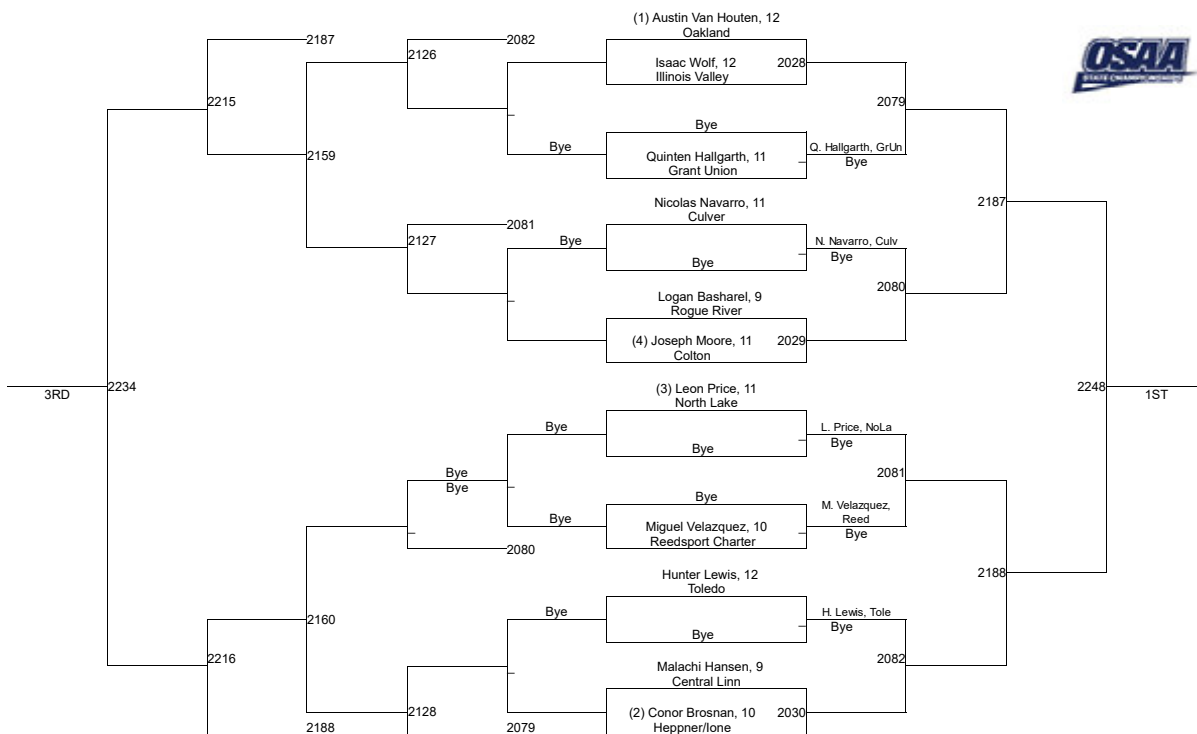 (1) Austin Van Houten, 12
Oakland
2187
2082
2126
Isaac Wolf, 12
Illinois Valley
2028
OSAA
STATE CHAMPIONSHIPS
2215
2079
Bye
Bye
Q. Hallgarth, GrUn
Bye
2159
Quinten Hallgarth, 11
Grant Union
Nicolas Navarro, 11
Culver
2187
2081
2127
Bye
N. Navarro, Culv
Bye
Bye
2080
Logan Basharel, 9
Rogue River
(4) Joseph Moore, 11
Colton
2029
2234
3RD
2248
1ST
(3) Leon Price, 11
North Lake
Bye
L. Price, NoLa
Bye
Bye
Bye
Bye
2081
Bye
M. Velazquez,
Reed
Bye
Bye
Miguel Velazquez, 10
Reedsport Charter
2080
2188
Hunter Lewis, 12
Toledo
Bye
H. Lewis, Tole
Bye
2160
Bye
2216
2082
Malachi Hansen, 9
Central Linn
2128
(2) Conor Brosnan, 10
Heppner/Ione
2030
2188
2079